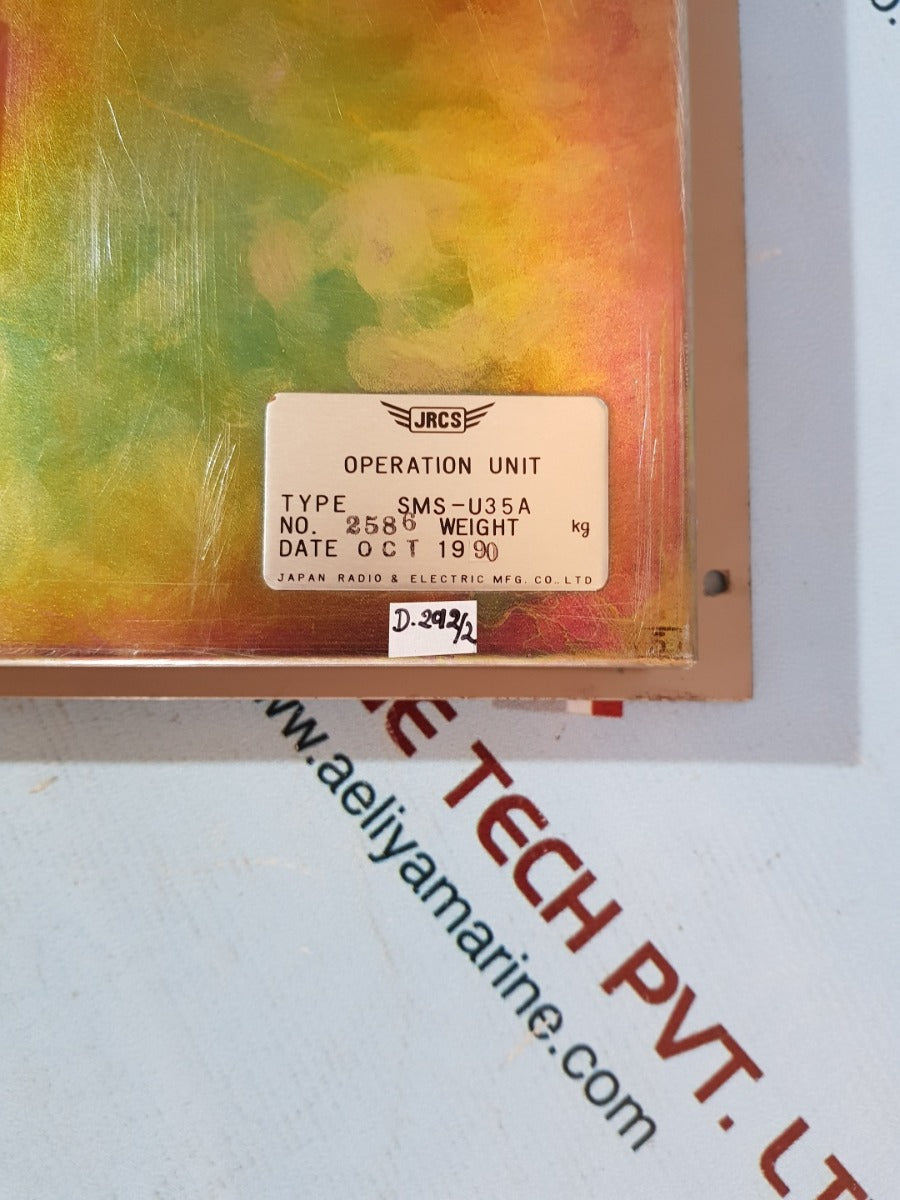 JRCS
OPERATION UNIT
TYPE SMS-U35A
NO. 2586 WEIGHT kg
DATE OCT 1990
JAPAN RADIO & ELECTRIC MFG. CO., LTD
D.292/2
TECH PVT. LT
www.aeliyamarine.com